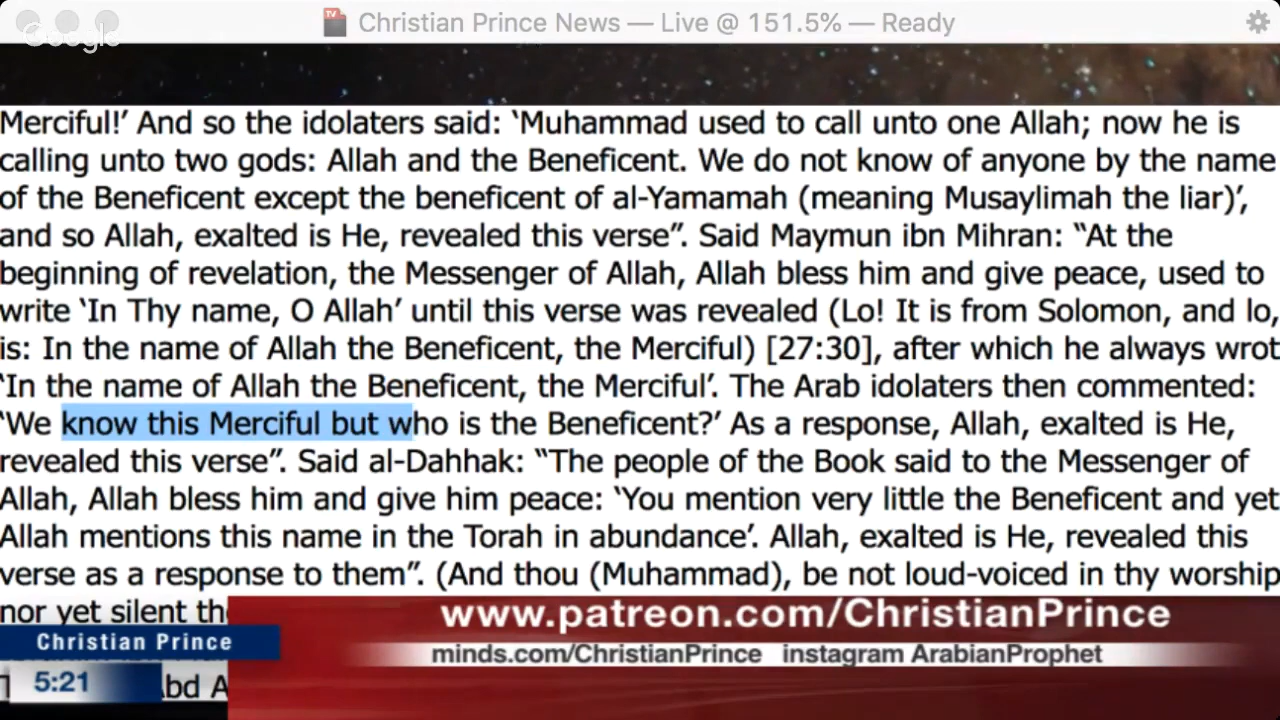 Christian Prince News — Live @ 151.5% — Ready
Google
Merciful!’ And so the idolaters said: ‘Muhammad used to call unto one Allah; now he is
calling unto two gods: Allah and the Beneficent. We do not know of anyone by the name
of the Beneficent except the beneficent of al-Yamamah (meaning Musaylimah the liar)’,
and so Allah, exalted is He, revealed this verse”. Said Maymun ibn Mihran: “At the
beginning of revelation, the Messenger of Allah, Allah bless him and give peace, used to
write ‘In Thy name, O Allah’ until this verse was revealed (Lo! It is from Solomon, and lo,
is: In the name of Allah the Beneficent, the Merciful) [27:30], after which he always wrot
‘In the name of Allah the Beneficent, the Merciful’. The Arab idolaters then commented:
‘We know this Merciful but who is the Beneficent?’ As a response, Allah, exalted is He,
revealed this verse”. Said al-Dahhak: “The people of the Book said to the Messenger of
Allah, Allah bless him and give him peace: ‘You mention very little the Beneficent and yet
Allah mentions this name in the Torah in abundance’. Allah, exalted is He, revealed this
verse as a response to them”. (And thou (Muhammad), be not loud-voiced in thy worship
nor yet silent th
www.patreon.com/ChristianPrince
Christian Prince
minds.com/ChristianPrince instagram ArabianProphet
5:21
bd A